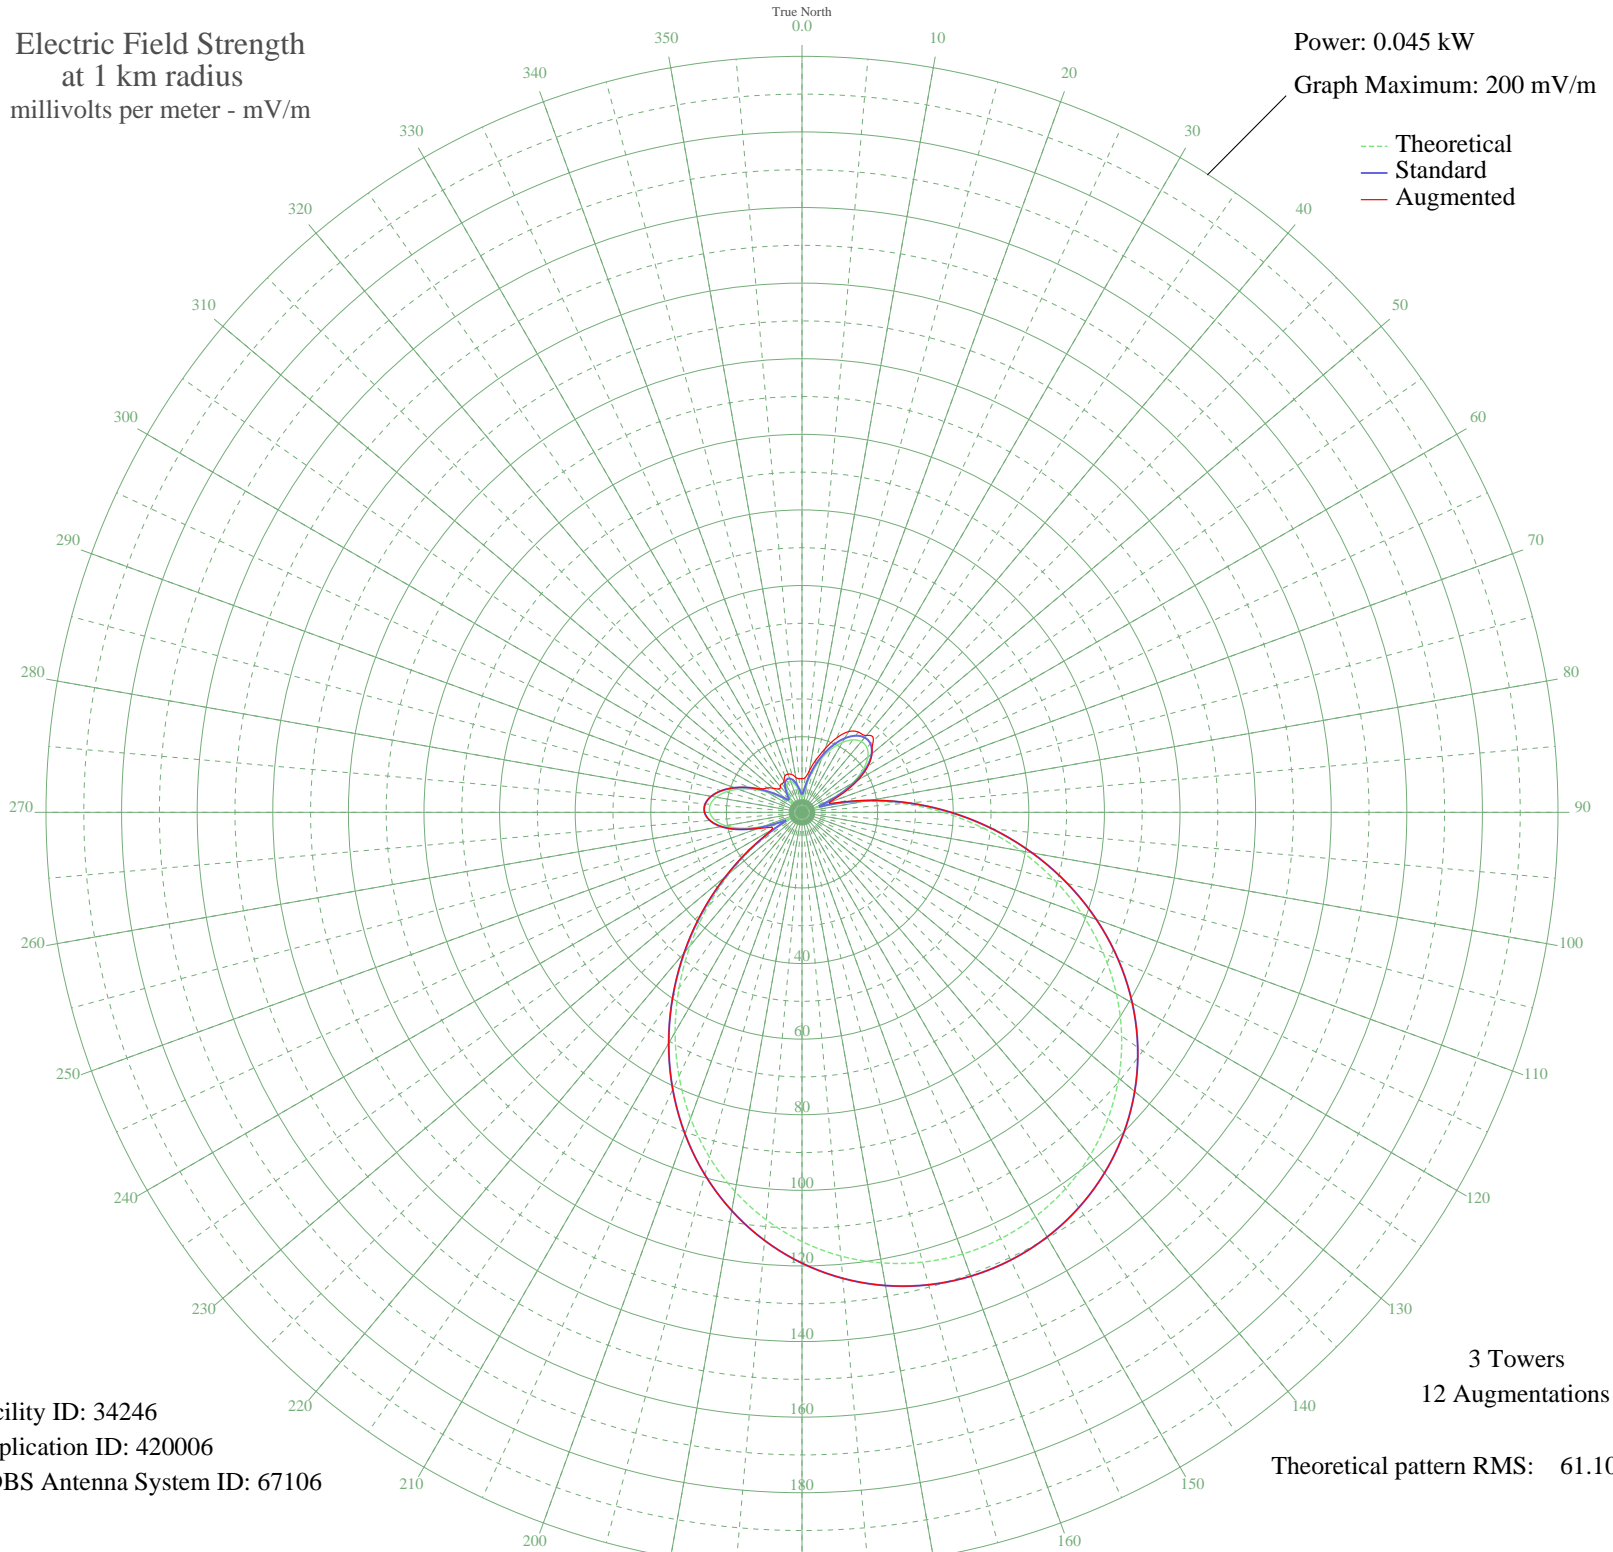 True North
0.0
Electric Field Strength
at 1 km radius
millivolts per meter - mV/m
Power: 0.045 kW
Graph Maximum: 200 mV/m
Theoretical
Standard
Augmented
10
20
30
40
50
60
70
80
90
100
110
120
130
140
150
160
200
210
220
230
240
250
260
270
280
290
300
310
320
330
340
350
40
60
80
100
120
140
160
180
3 Towers
12 Augmentations
Theoretical pattern RMS: 61.10
cility ID: 34246
plication ID: 420006
DBS Antenna System ID: 67106